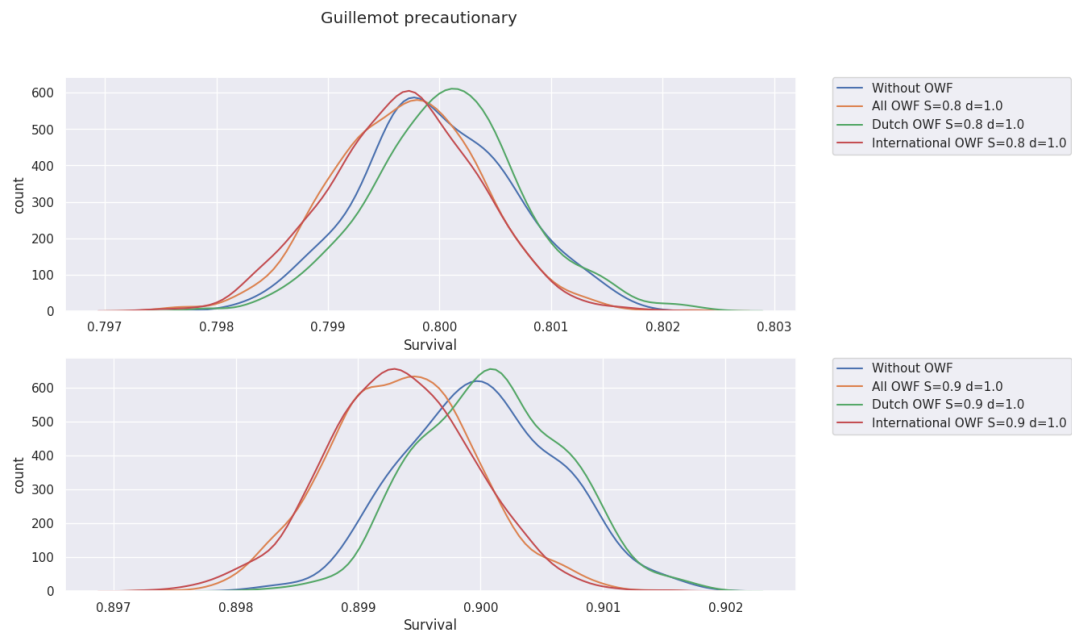 Guillemot precautionary
600
500
400
300
200
100
0
count
0.797 0.798 0.799 0.800 0.801 0.802 0.803
Survival
Without OWF
All OWF S=0.8 d=1.0
Dutch OWF S=0.8 d=1.0
International OWF S=0.8 d=1.0
600
500
400
300
200
100
0
count
0.897 0.898 0.899 0.900 0.901 0.902
Survival
Without OWF
All OWF S=0.9 d=1.0
Dutch OWF S=0.9 d=1.0
International OWF S=0.9 d=1.0